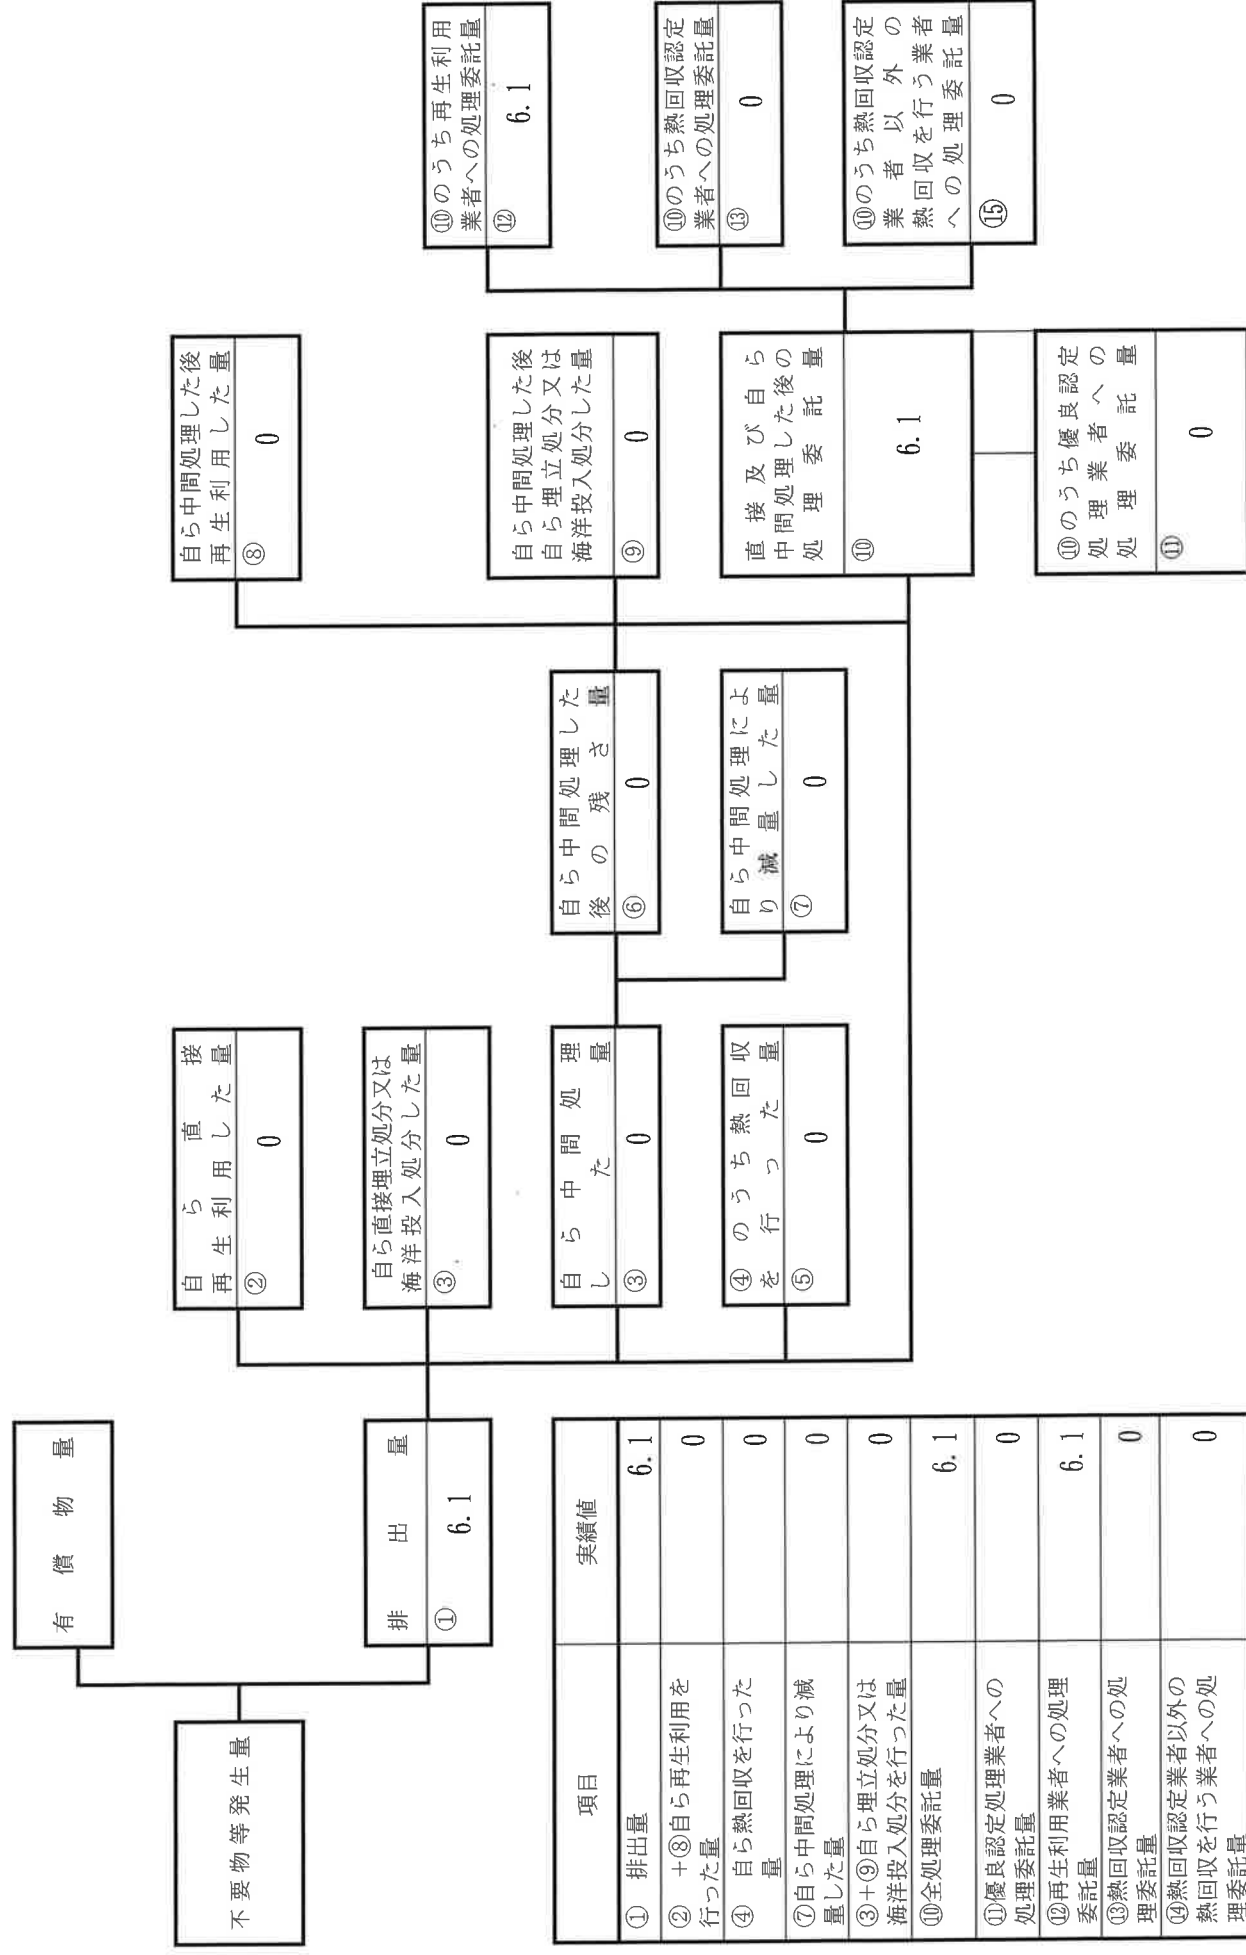 有償物量
不要物等発生量
排出量
① 6.1
自ら直接
再生利用した量
② 0
自ら直接埋立処分又は
海洋投入処分した量
③ 0
自ら中間処理
した量
③ 0
④のうち熱回収
を行った量
⑤ 0
自ら中間処理した
後の残さ量
⑥ 0
自ら中間処理によ
り減量した量
⑦ 0
自ら中間処理した後
再生利用した量
⑧ 0
自ら中間処理した後
自ら埋立処分又は
海洋投入処分した量
⑨ 0
直接及び自ら
中間処理した後の
処理委託量
⑩ 6.1
⑩のうち優良認定
処理業者への
処理委託量
⑪ 0
⑩のうち再生利用
業者への処理委託量
⑫ 6.1
⑩のうち熱回収認定
業者への処理委託量
⑬ 0
⑩のうち熱回収認定
業者以外の
熱回収を行う業者
への処理委託量
⑮ 0
項目 実績値
① 排出量 6.1
② +⑧自ら再生利用を
行った量 0
④ 自ら熱回収を行った
量 0
⑦自ら中間処理により減
量した量 0
③+⑨自ら埋立処分又は
海洋投入処分を行った量 0
⑩全処理委託量 6.1
⑪優良認定処理業者への
処理委託量 0
⑫再生利用業者への処理
委託量 6.1
⑬熱回収認定業者への処
理委託量 0
⑭熱回収認定業者以外の
熱回収を行う業者への処
理委託量 0